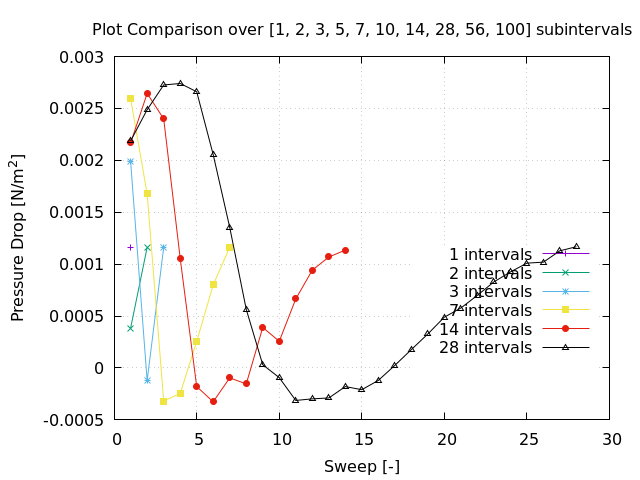 Plot Comparison over [1, 2, 3, 5, 7, 10, 14, 28, 56, 100] subintervals
0.003
0.0025
0.002
0.0015
0.001
0.0005
0
-0.0005
Pressure Drop [N/m²]
1 intervals
2 intervals
3 intervals
7 intervals
14 intervals
28 intervals
0 5 10 15 20 25 30
Sweep [-]